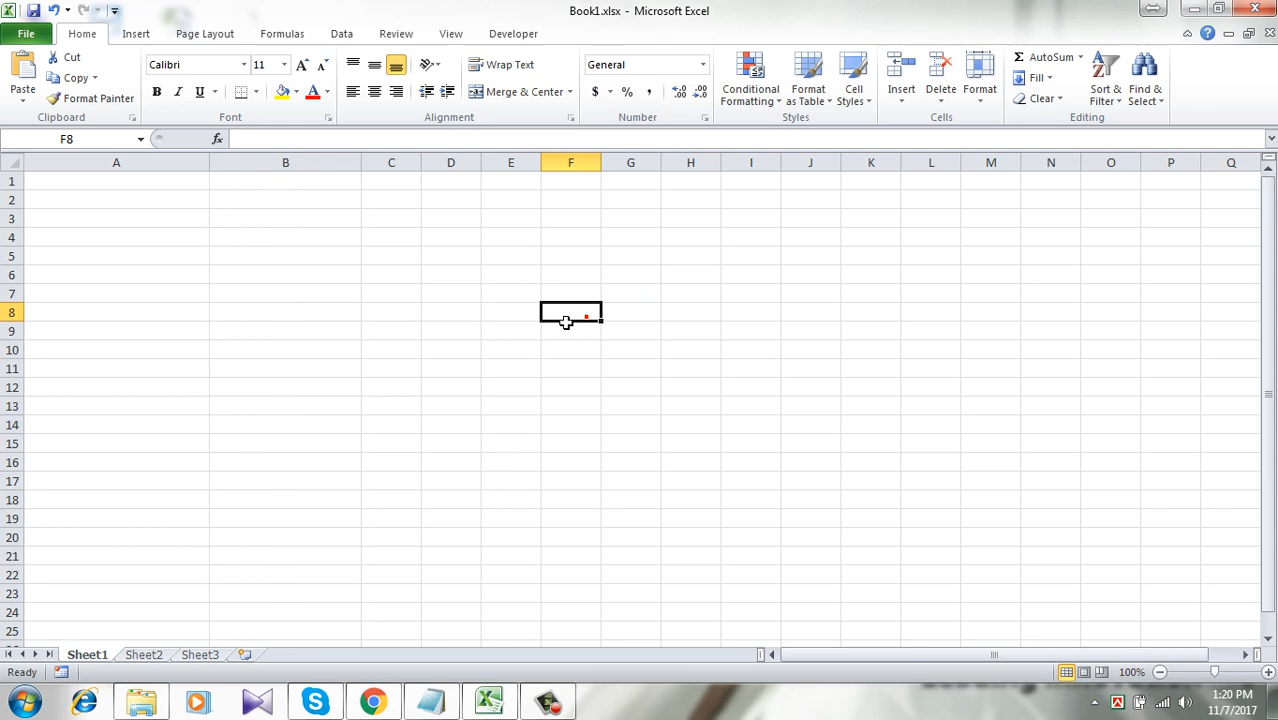 Book1.xlsx - Microsoft Excel
File Home Insert Page Layout Formulas Data Review View Developer
Paste
Cut
Copy
Format Painter
Clipboard
Calibri 11
B I U A
Font
Wrap Text
Merge & Center
Alignment
General
$ % ,
Number
Conditional Formatting
Format as Table
Cell Styles
Styles
Insert Delete Format
Cells
AutoSum
Fill
Clear
Sort & Filter
Find & Select
Editing
F8 fx
A B C D E F G H I J K L M N O P Q
1
2
3
4
5
6
7
8
9
10
11
12
13
14
15
16
17
18
19
20
21
22
23
24
25
Sheet1 Sheet2 Sheet3
Ready 100%
1:20 PM
11/7/2017